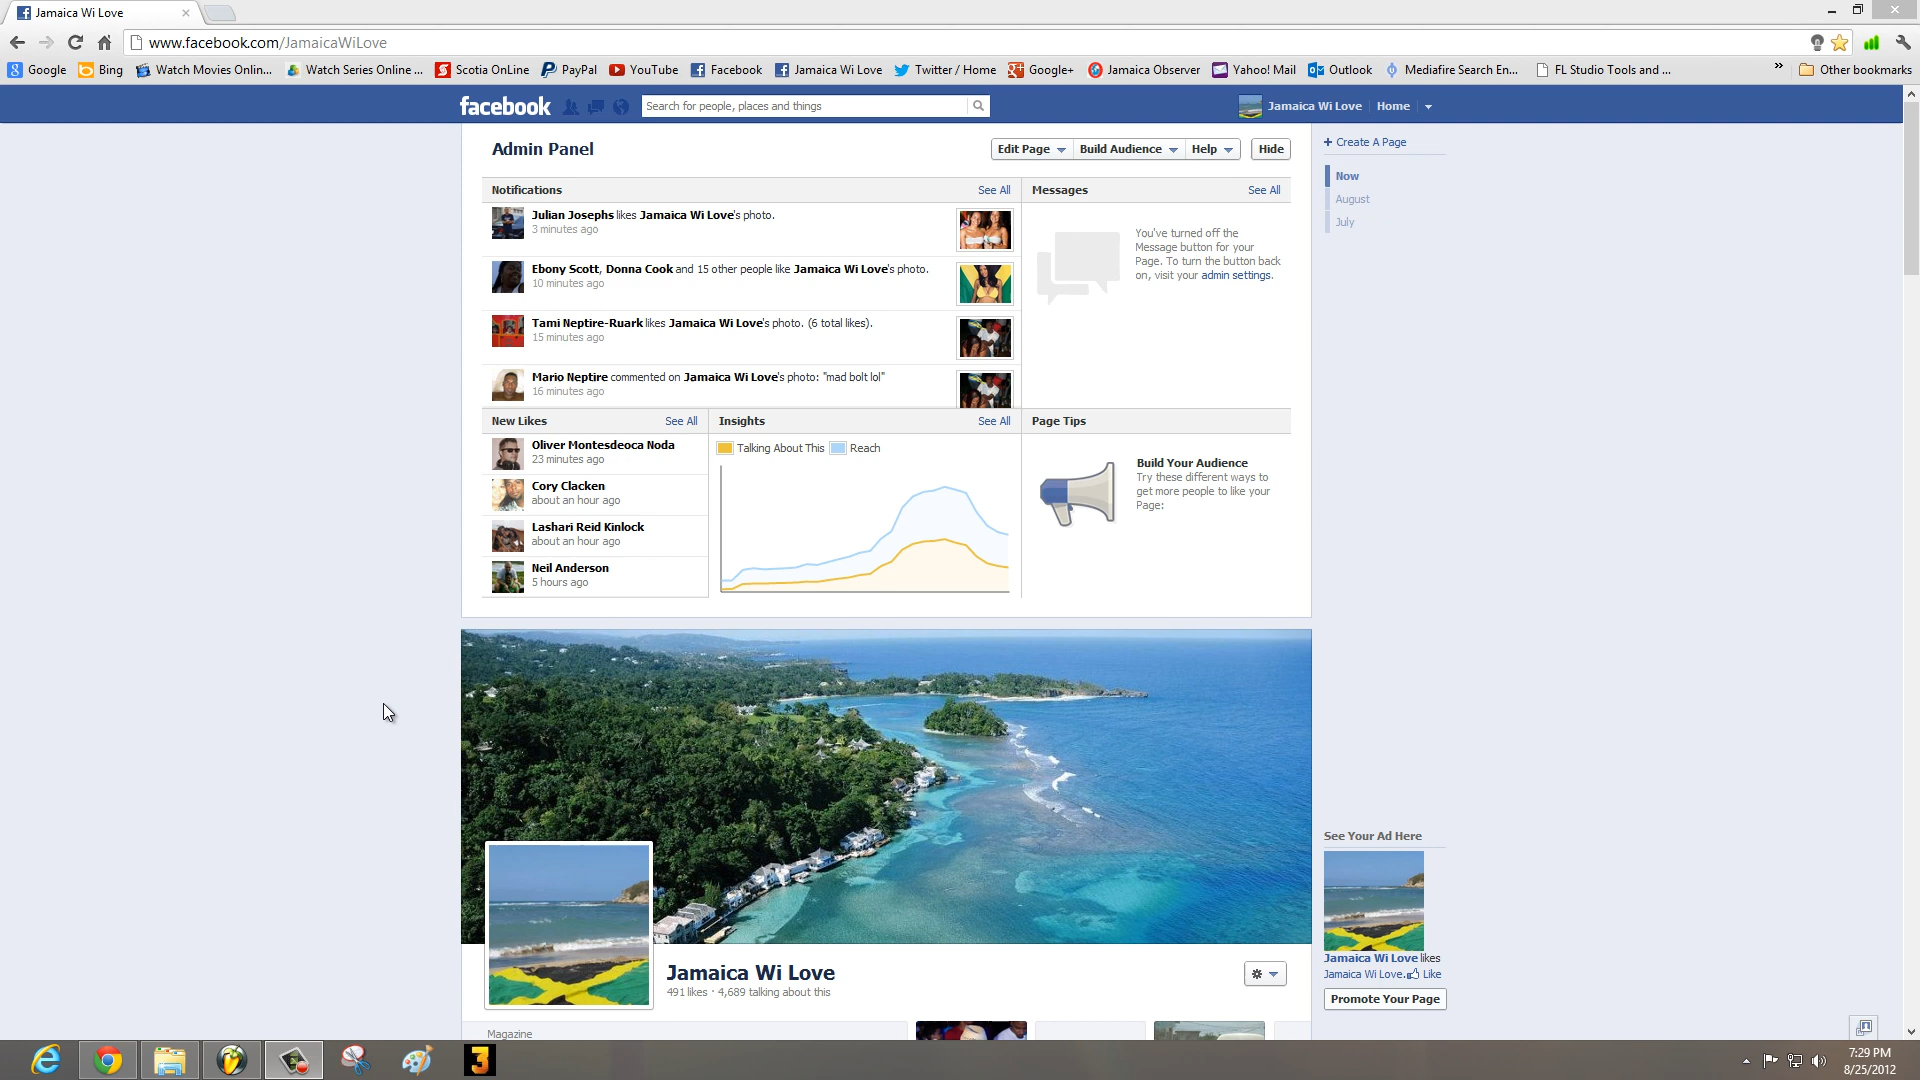 Jamaica Wi Love
www.facebook.com/JamaicaWiLove
Google Bing Watch Movies Onlin... Watch Series Online ... Scotia OnLine PayPal YouTube Facebook Jamaica Wi Love Twitter / Home Google+ Jamaica Observer Yahoo! Mail Outlook Mediafire Search En... FL Studio Tools and ... » Other bookmarks
facebook Search for people, places and things Jamaica Wi Love Home
Admin Panel Edit Page Build Audience Help Hide
+ Create A Page
Now
August
July
Notifications See All
Julian Josephs likes Jamaica Wi Love's photo.
3 minutes ago
Ebony Scott, Donna Cook and 15 other people like Jamaica Wi Love's photo.
10 minutes ago
Tami Neptire-Ruark likes Jamaica Wi Love's photo. (6 total likes).
15 minutes ago
Mario Neptire commented on Jamaica Wi Love's photo: "mad bolt lol"
16 minutes ago
Messages See All
You've turned off the
Message button for your
Page. To turn the button back
on, visit your admin settings.
New Likes See All
Oliver Montesdeoca Noda
23 minutes ago
Cory Clacken
about an hour ago
Lashari Reid Kinlock
about an hour ago
Neil Anderson
5 hours ago
Insights See All
Talking About This Reach
Page Tips
Build Your Audience
Try these different ways to
get more people to like your
Page:
Jamaica Wi Love
491 likes · 4,689 talking about this
Magazine
See Your Ad Here
Jamaica Wi Love likes
Jamaica Wi Love. Like
Promote Your Page
3
7:29 PM
8/25/2012